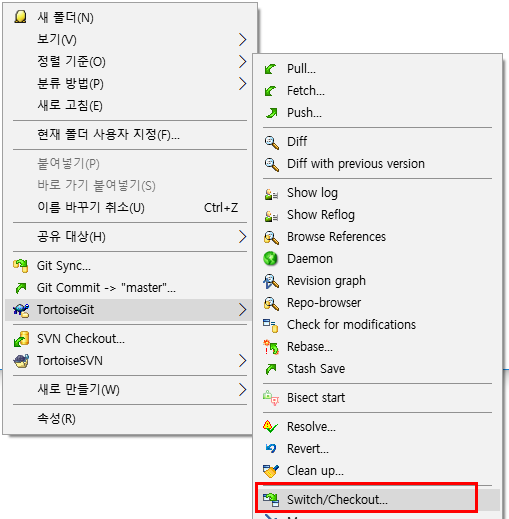 새 폴더(N)
보기(V)
정렬 기준(O)
분류 방법(P)
새로 고침(E)
현재 폴더 사용자 지정(F)...
붙여넣기(P)
바로 가기 붙여넣기(S)
이름 바꾸기 취소(U) Ctrl+Z
공유 대상(H)
Git Sync...
Git Commit -> "master"...
TortoiseGit
SVN Checkout...
TortoiseSVN
새로 만들기(W)
속성(R)
Pull...
Fetch...
Push...
Diff
Diff with previous version
Show log
Show Reflog
Browse References
Daemon
Revision graph
Repo-browser
Check for modifications
Rebase...
Stash Save
Bisect start
Resolve...
Revert...
Clean up...
Switch/Checkout...